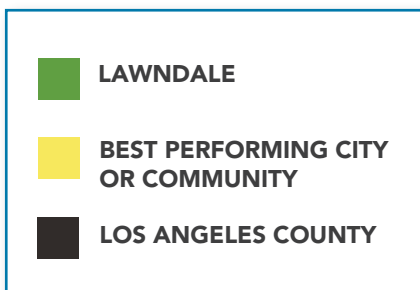 LAWNDALE
BEST PERFORMING CITY
OR COMMUNITY
LOS ANGELES COUNTY